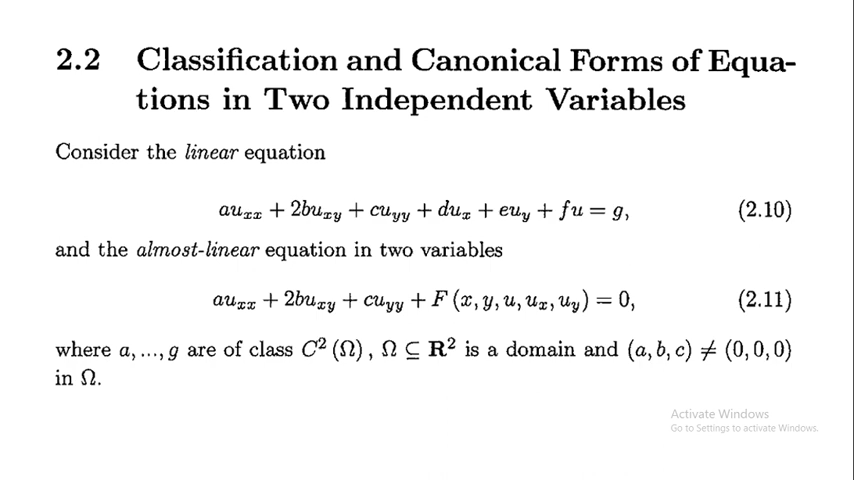 2.2 Classification and Canonical Forms of Equa-
tions in Two Independent Variables
Consider the linear equation
au_{xx} + 2bu_{xy} + cu_{yy} + du_x + eu_y + fu = g, (2.10)
and the almost-linear equation in two variables
au_{xx} + 2bu_{xy} + cu_{yy} + F (x, y, u, u_x, u_y) = 0, (2.11)
where a, ..., g are of class C² (Ω) , Ω ⊆ R² is a domain and (a, b, c) ≠ (0, 0, 0)
in Ω.
Activate Windows
Go to Settings to activate Windows.